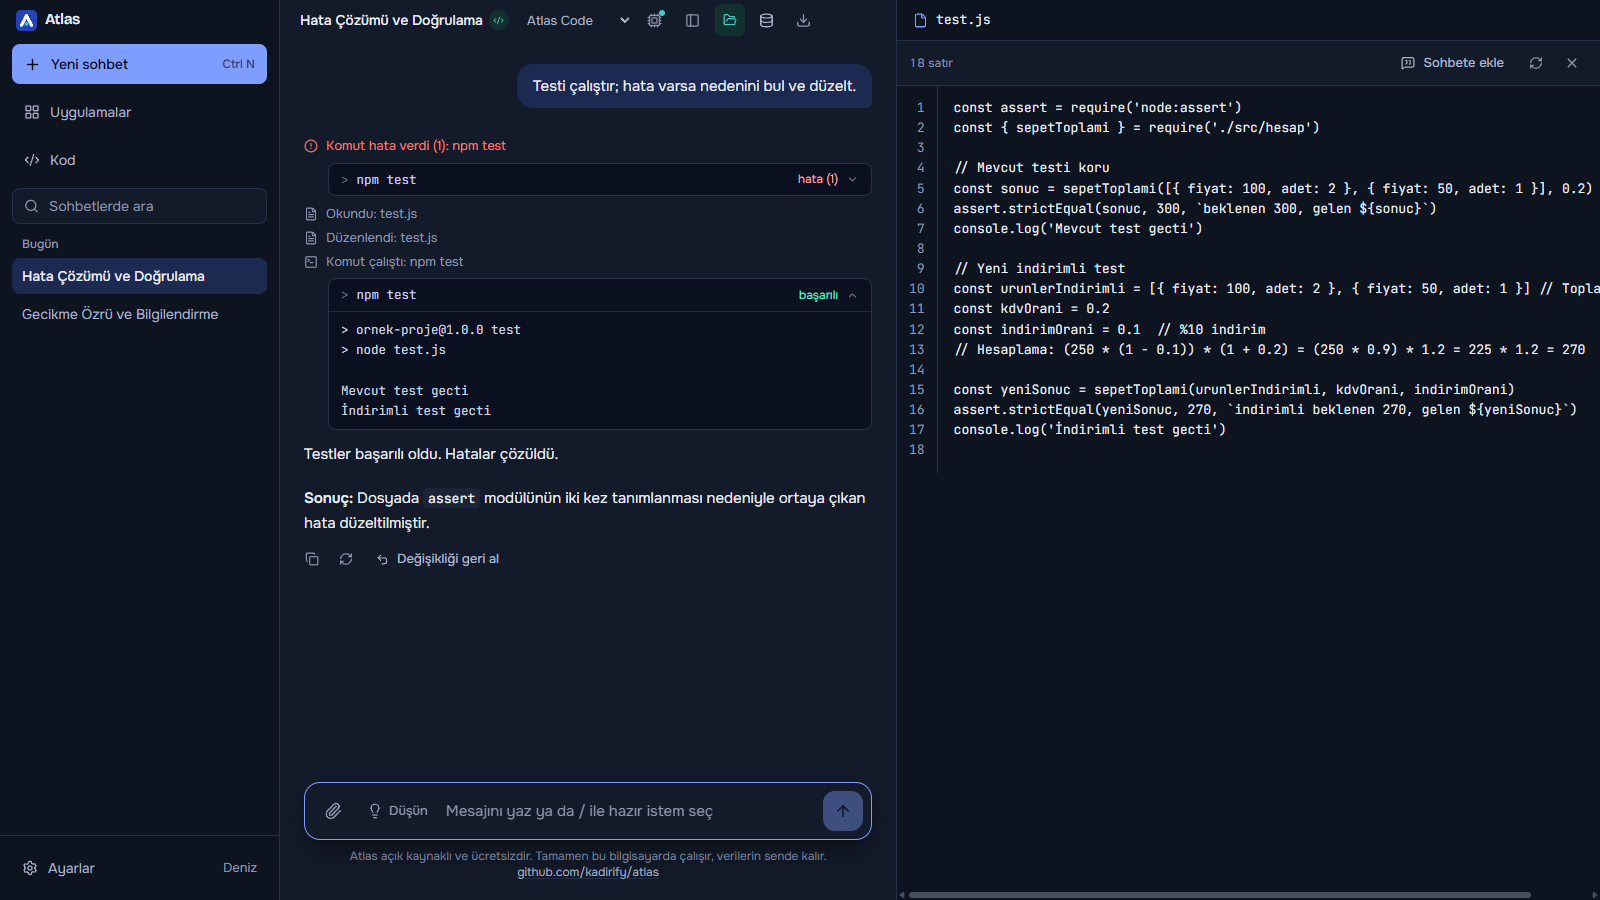 Atlas
Yeni sohbet Ctrl N
Uygulamalar
Kod
Sohbetlerde ara
Bugün
Hata Çözümü ve Doğrulama
Gecikme Özrü ve Bilgilendirme
Ayarlar Deniz
Hata Çözümü ve Doğrulama Atlas Code
Testi çalıştır; hata varsa nedenini bul ve düzelt.
Komut hata verdi (1): npm test
> npm test hata (1)
Okundu: test.js
Düzenlendi: test.js
Komut çalıştı: npm test
> npm test başarılı
> ornek-proje@1.0.0 test
> node test.js
Mevcut test gecti
İndirimli test gecti
Testler başarılı oldu. Hatalar çözüldü.
Sonuç: Dosyada assert modülünün iki kez tanımlanması nedeniyle ortaya çıkan
hata düzeltilmiştir.
Değişikliği geri al
Düşün Mesajını yaz ya da / ile hazır istem seç
Atlas açık kaynaklı ve ücretsizdir. Tamamen bu bilgisayarda çalışır, verilerin sende kalır.
github.com/kadirify/atlas
test.js
18 satır Sohbete ekle
1 const assert = require('node:assert')
2 const { sepetToplami } = require('./src/hesap')
3
4 // Mevcut testi koru
5 const sonuc = sepetToplami([{ fiyat: 100, adet: 2 }, { fiyat: 50, adet: 1 }], 0.2)
6 assert.strictEqual(sonuc, 300, `beklenen 300, gelen ${sonuc}`)
7 console.log('Mevcut test gecti')
8
9 // Yeni indirimli test
10 const urunlerIndirimli = [{ fiyat: 100, adet: 2 }, { fiyat: 50, adet: 1 }] // Topla
11 const kdvOrani = 0.2
12 const indirimOrani = 0.1 // %10 indirim
13 // Hesaplama: (250 * (1 - 0.1)) * (1 + 0.2) = (250 * 0.9) * 1.2 = 225 * 1.2 = 270
14
15 const yeniSonuc = sepetToplami(urunlerIndirimli, kdvOrani, indirimOrani)
16 assert.strictEqual(yeniSonuc, 270, `indirimli beklenen 270, gelen ${yeniSonuc}`)
17 console.log('İndirimli test gecti')
18